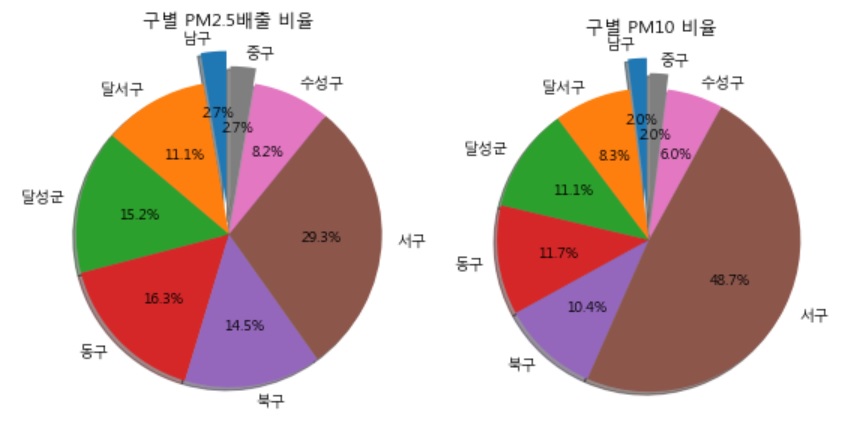 구별 PM2.5배출 비율
남구
중구
달서구
수성구
2.7%
2.7%
11.1%
8.2%
달성군
15.2%
29.3%
서구
16.3%
14.5%
동구
북구
구별 PM10 비율
남구
중구
달서구
수성구
2.0%
2.0%
8.3%
6.0%
달성군
11.1%
11.7%
동구
48.7%
10.4%
서구
북구